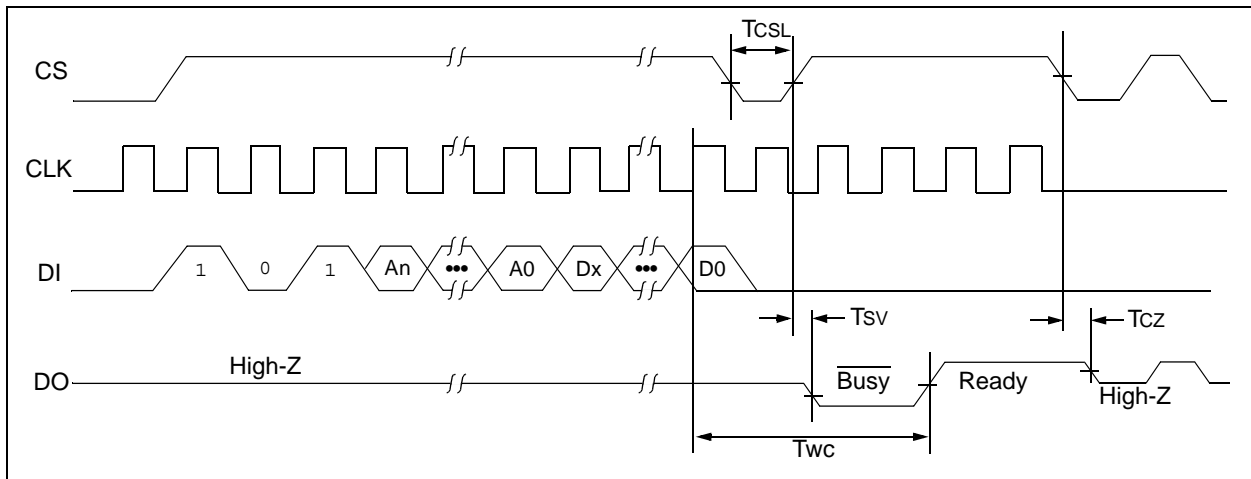 TCSL
CS
CLK
DI
1 0 1 An ••• A0 Dx ••• D0
TSV
TCZ
DO
High-Z
Busy
Ready
High-Z
TWC